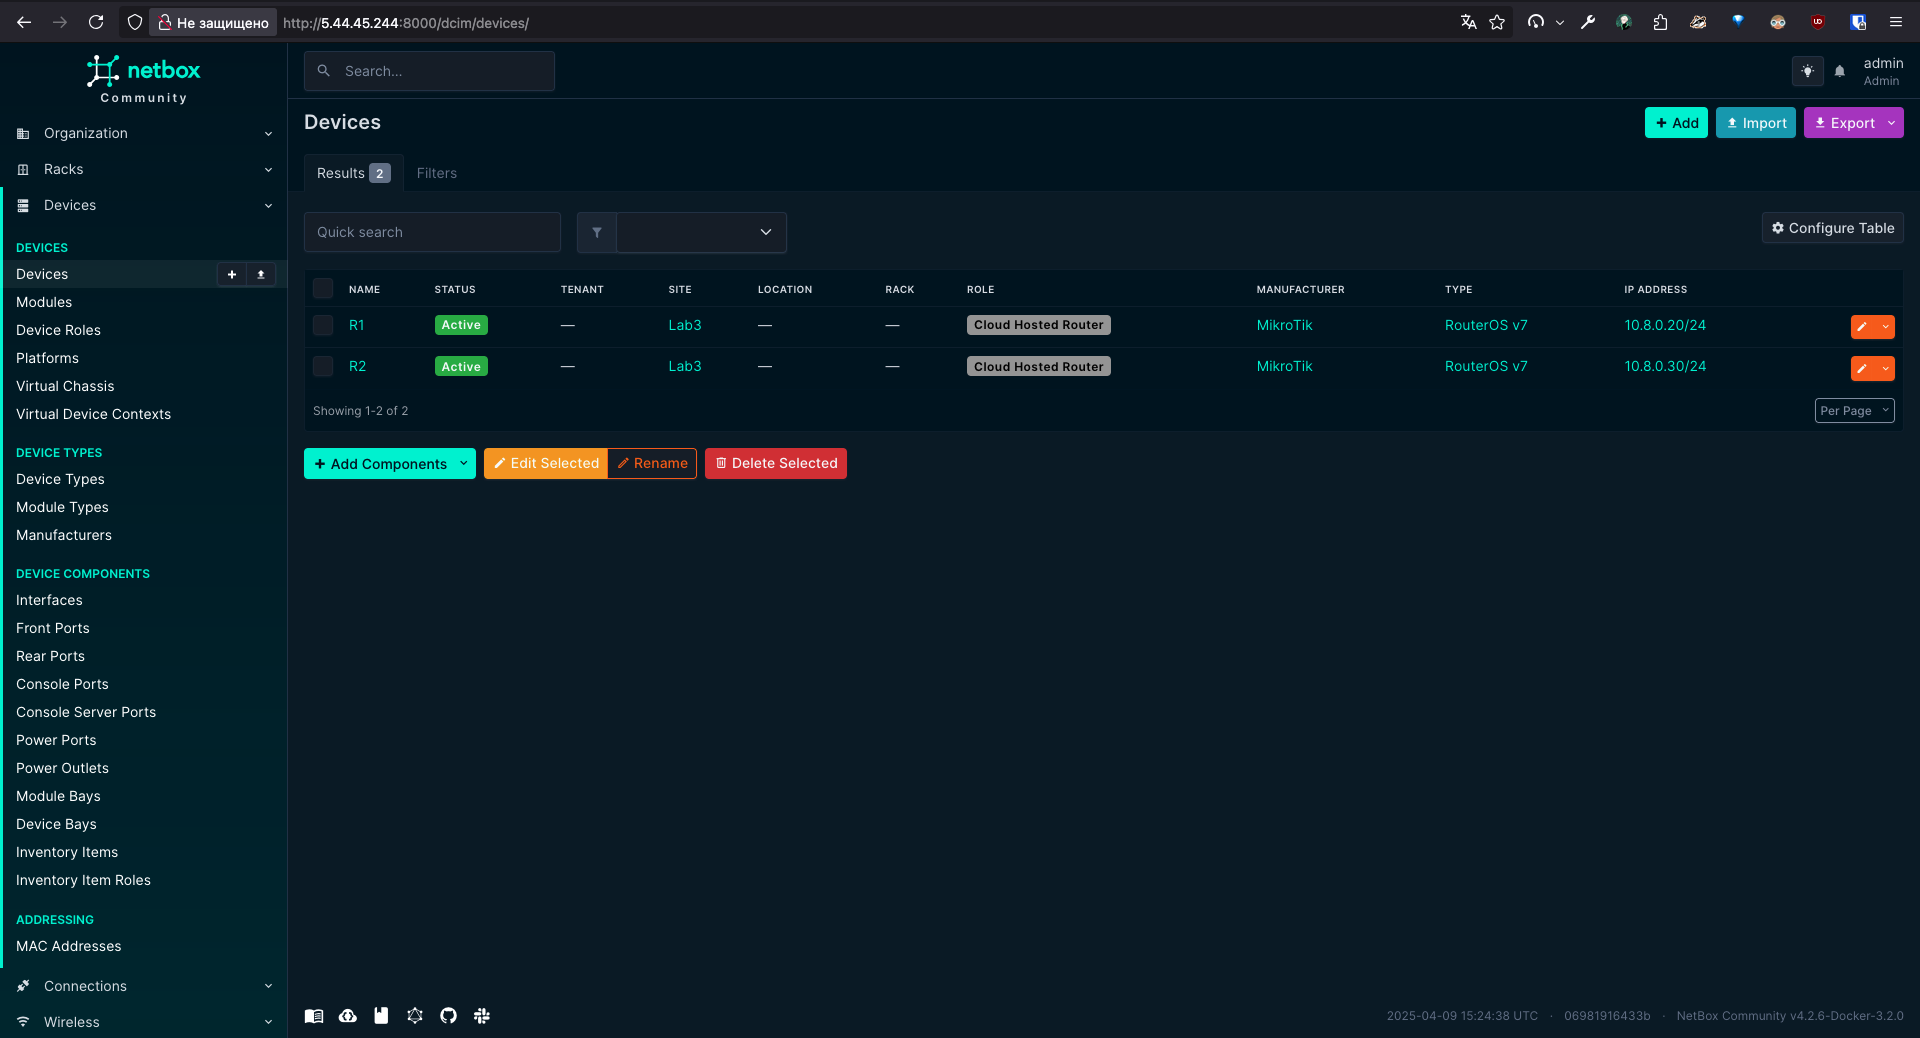 Не защищено
http://5.44.45.244:8000/dcim/devices/
netbox
Community
Search...
admin
Admin
Organization
Racks
Devices
DEVICES
Devices
Modules
Device Roles
Platforms
Virtual Chassis
Virtual Device Contexts
DEVICE TYPES
Device Types
Module Types
Manufacturers
DEVICE COMPONENTS
Interfaces
Front Ports
Rear Ports
Console Ports
Console Server Ports
Power Ports
Power Outlets
Module Bays
Device Bays
Inventory Items
Inventory Item Roles
ADDRESSING
MAC Addresses
Connections
Wireless
Devices
+ Add
Import
Export
Results 2
Filters
Quick search
Configure Table
NAME STATUS TENANT SITE LOCATION RACK ROLE MANUFACTURER TYPE IP ADDRESS
R1 Active — Lab3 — — Cloud Hosted Router MikroTik RouterOS v7 10.8.0.20/24
R2 Active — Lab3 — — Cloud Hosted Router MikroTik RouterOS v7 10.8.0.30/24
Showing 1-2 of 2
Per Page
+ Add Components
Edit Selected
Rename
Delete Selected
2025-04-09 15:24:38 UTC · 06981916433b · NetBox Community v4.2.6-Docker-3.2.0